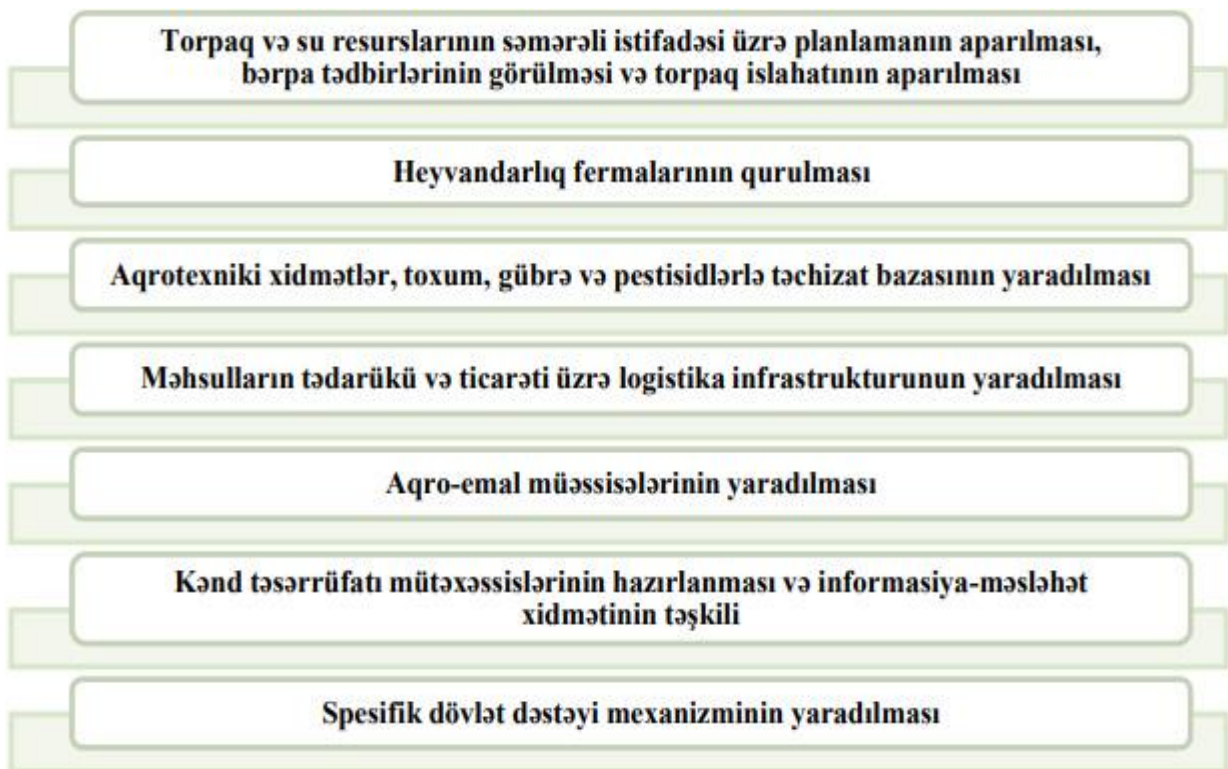 Torpaq və su resurslarının səmərəli istifadəsi üzrə planlamanın aparılması,
bərpa tədbirlərinin görülməsi və torpaq islahatının aparılması
Heyvandarlıq fermalarının qurulması
Aqrotexniki xidmətlər, toxum, gübrə və pestisidlərlə təchizat bazasının yaradılması
Məhsulların tədarükü və ticarəti üzrə logistika infrastrukturunun yaradılması
Aqro-emal müəssisələrinin yaradılması
Kənd təsərrüfatı mütəxəssislərinin hazırlanması və informasiya-məsləhət
xidmətinin təşkili
Spesifik dövlət dəstəyi mexanizminin yaradılması